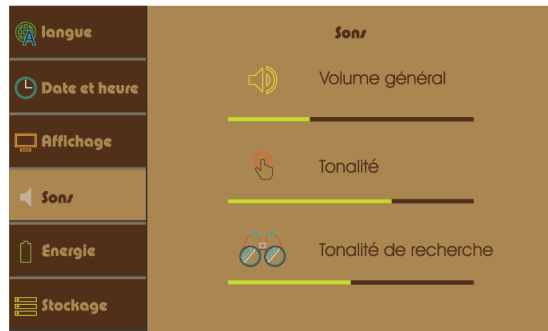 langue
Date et heure
Affichage
Sons
Energie
Stockage
Sons
Volume général
Tonalité
Tonalité de recherche